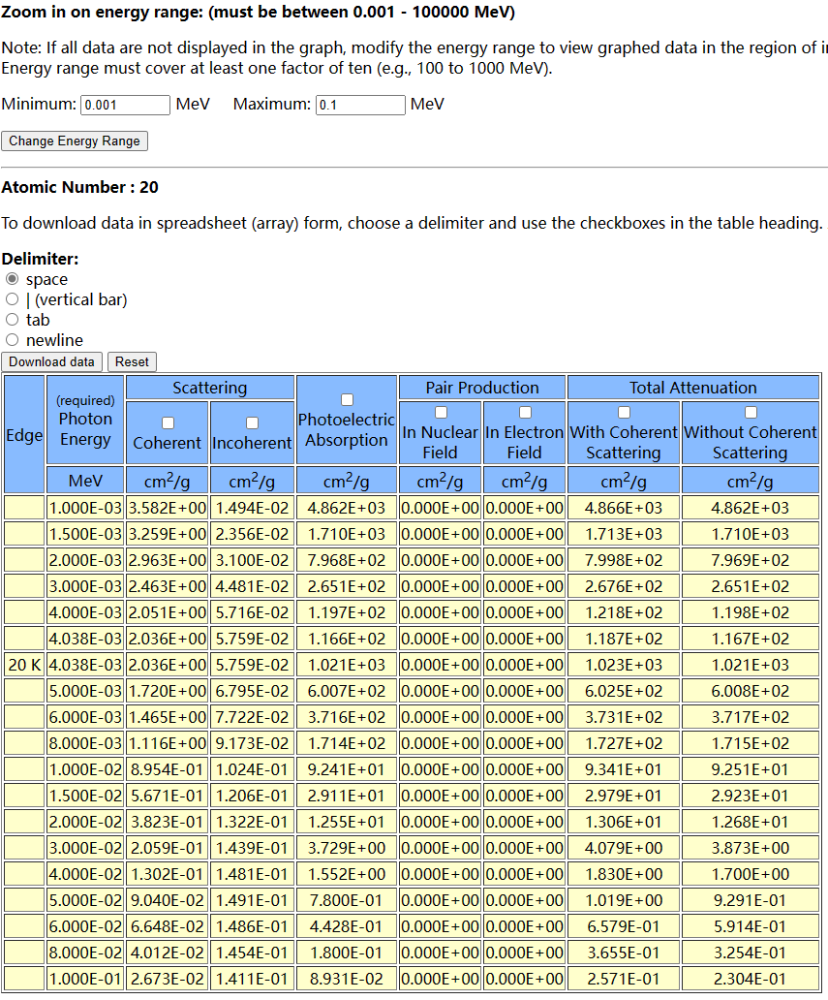 Zoom in on energy range: (must be between 0.001 - 100000 MeV)
Note: If all data are not displayed in the graph, modify the energy range to view graphed data in the region of
Energy range must cover at least one factor of ten (e.g., 100 to 1000 MeV).
Minimum: 0.001 MeV Maximum: 0.1 MeV
Change Energy Range
Atomic Number : 20
To download data in spreadsheet (array) form, choose a delimiter and use the checkboxes in the table heading.
Delimiter:
space
| (vertical bar)
tab
newline
Download data Reset
Edge (required) Photon Energy Scattering Photoelectric Absorption Pair Production Total Attenuation
Coherent Incoherent In Nuclear Field In Electron Field With Coherent Scattering Without Coherent Scattering
MeV cm2/g cm2/g cm2/g cm2/g cm2/g cm2/g cm2/g
1.000E-03 3.582E+00 1.494E-02 4.862E+03 0.000E+00 0.000E+00 4.866E+03 4.862E+03
1.500E-03 3.259E+00 2.356E-02 1.710E+03 0.000E+00 0.000E+00 1.713E+03 1.710E+03
2.000E-03 2.963E+00 3.100E-02 7.968E+02 0.000E+00 0.000E+00 7.998E+02 7.969E+02
3.000E-03 2.463E+00 4.481E-02 2.651E+02 0.000E+00 0.000E+00 2.676E+02 2.651E+02
4.000E-03 2.051E+00 5.716E-02 1.197E+02 0.000E+00 0.000E+00 1.218E+02 1.198E+02
4.038E-03 2.036E+00 5.759E-02 1.166E+02 0.000E+00 0.000E+00 1.187E+02 1.167E+02
20 K 4.038E-03 2.036E+00 5.759E-02 1.021E+03 0.000E+00 0.000E+00 1.023E+03 1.021E+03
5.000E-03 1.720E+00 6.795E-02 6.007E+02 0.000E+00 0.000E+00 6.025E+02 6.008E+02
6.000E-03 1.465E+00 7.722E-02 3.716E+02 0.000E+00 0.000E+00 3.731E+02 3.717E+02
8.000E-03 1.116E+00 9.173E-02 1.714E+02 0.000E+00 0.000E+00 1.727E+02 1.715E+02
1.000E-02 8.954E-01 1.024E-01 9.241E+01 0.000E+00 0.000E+00 9.341E+01 9.251E+01
1.500E-02 5.671E-01 1.206E-01 2.911E+01 0.000E+00 0.000E+00 2.979E+01 2.923E+01
2.000E-02 3.823E-01 1.322E-01 1.255E+01 0.000E+00 0.000E+00 1.306E+01 1.268E+01
3.000E-02 2.059E-01 1.439E-01 3.729E+00 0.000E+00 0.000E+00 4.079E+00 3.873E+00
4.000E-02 1.302E-01 1.481E-01 1.552E+00 0.000E+00 0.000E+00 1.830E+00 1.700E+00
5.000E-02 9.040E-02 1.491E-01 7.800E-01 0.000E+00 0.000E+00 1.019E+00 9.291E-01
6.000E-02 6.648E-02 1.486E-01 4.428E-01 0.000E+00 0.000E+00 6.579E-01 5.914E-01
8.000E-02 4.012E-02 1.454E-01 1.800E-01 0.000E+00 0.000E+00 3.655E-01 3.254E-01
1.000E-01 2.673E-02 1.411E-01 8.931E-02 0.000E+00 0.000E+00 2.571E-01 2.304E-01